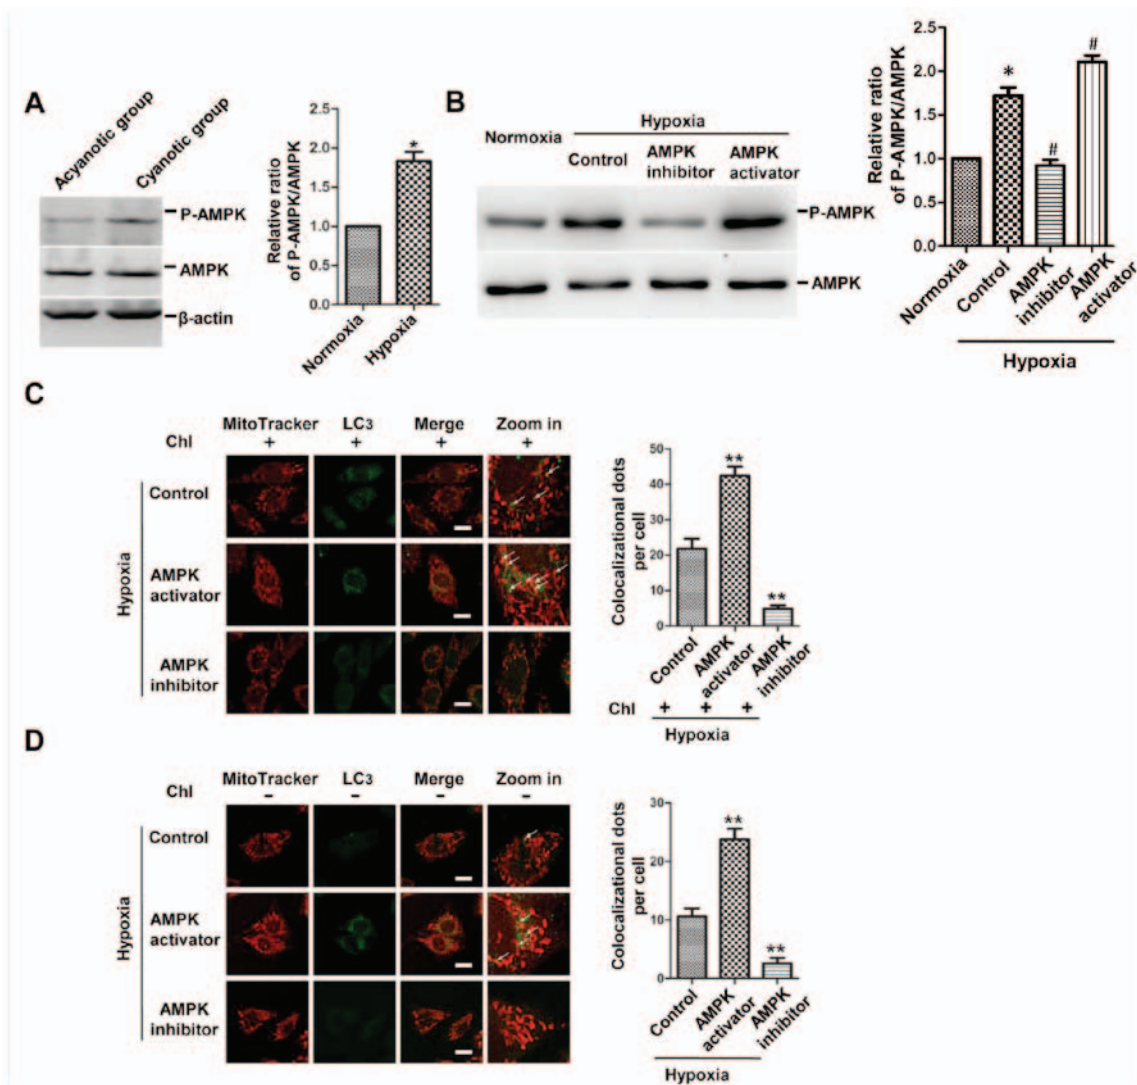 A
Acyanotic group
Cyanotic group
P-AMPK
AMPK
β-actin
Relative ratio
of P-AMPK/AMPK
2.5
2.0
1.5
1.0
0.5
0.0
*
Normoxia
Hypoxia
B
Normoxia
Hypoxia
Control
AMPK
inhibitor
AMPK
activator
P-AMPK
AMPK
Relative ratio
of P-AMPK/AMPK
2.5
2.0
1.5
1.0
0.5
0.0
*
#
#
Normoxia
Control
AMPK
inhibitor
AMPK
activator
Hypoxia
C
MitoTracker LC3 Merge Zoom in
Chl + + + +
Hypoxia
Control
AMPK
activator
AMPK
inhibitor
Colocalizational dots
per cell
50
40
30
20
10
0
**
**
Control
AMPK
activator
AMPK
inhibitor
Chl + + +
Hypoxia
D
MitoTracker LC3 Merge Zoom in
Chl - - - -
Hypoxia
Control
AMPK
activator
AMPK
inhibitor
Colocalizational dots
per cell
30
20
10
0
**
**
Control
AMPK
activator
AMPK
inhibitor
Hypoxia